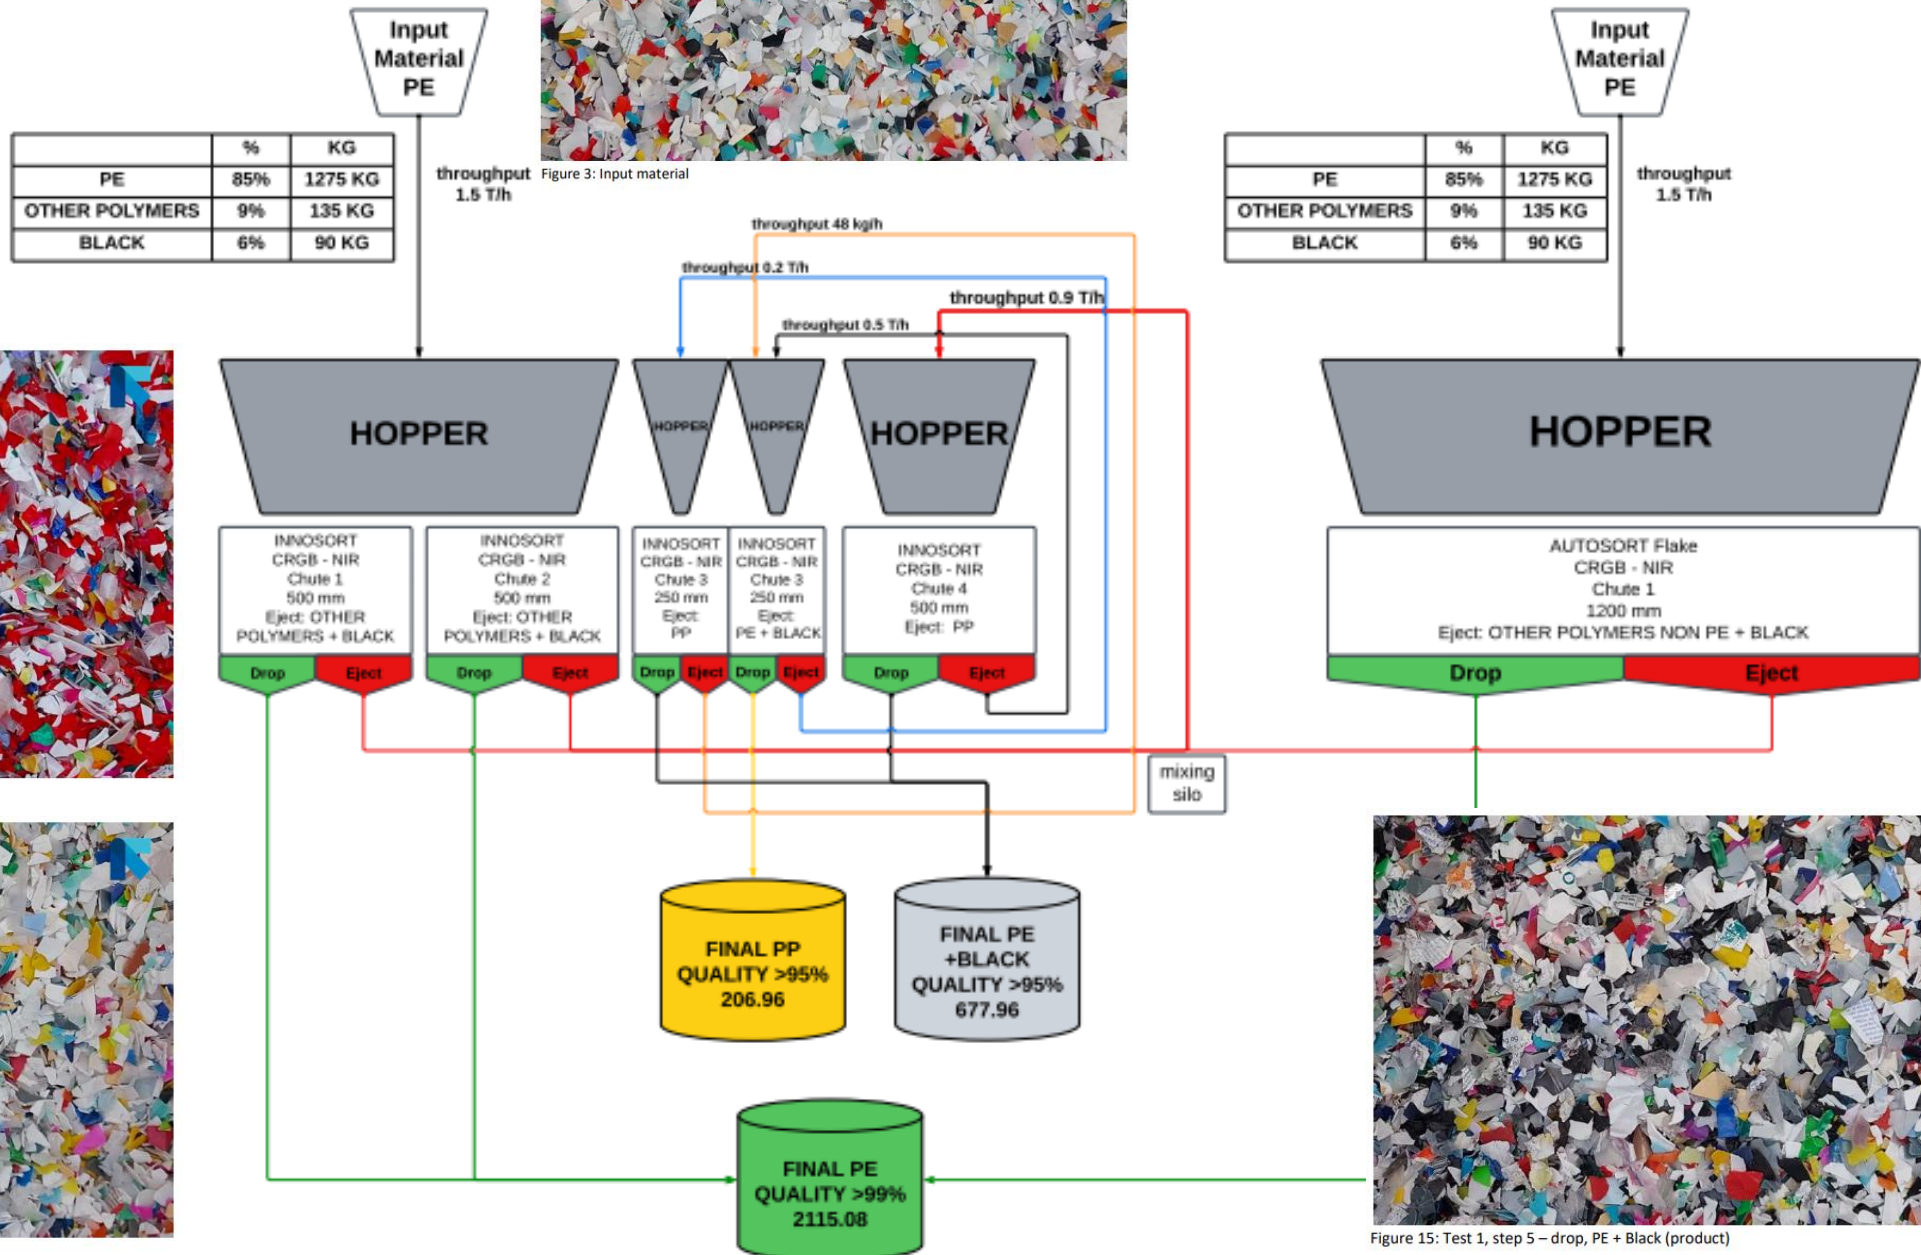 Input
Material
PE
Input
Material
PE
% KG
PE 85% 1275 KG
OTHER POLYMERS 9% 135 KG
BLACK 6% 90 KG
throughput
1.5 T/h
Figure 3: Input material
% KG
PE 85% 1275 KG
OTHER POLYMERS 9% 135 KG
BLACK 6% 90 KG
throughput
1.5 T/h
throughput 48 kg/h
throughput 0.2 T/h
throughput 0.9 T/h
throughput 0.5 T/h
HOPPER
HOPPER
HOPPER
HOPPER
HOPPER
INNOSORT
CRGB - NIR
Chute 1
500 mm
Eject: OTHER
POLYMERS + BLACK
Drop
Eject
INNOSORT
CRGB - NIR
Chute 2
500 mm
Eject: OTHER
POLYMERS + BLACK
Drop
Eject
INNOSORT
CRGB - NIR
Chute 3
250 mm
Eject:
PP
Drop
Eject
INNOSORT
CRGB - NIR
Chute 3
250 mm
Eject:
PE + BLACK
Drop
Eject
INNOSORT
CRGB - NIR
Chute 4
500 mm
Eject: PP
Drop
Eject
AUTOSORT Flake
CRGB - NIR
Chute 1
1200 mm
Eject: OTHER POLYMERS NON PE + BLACK
Drop
Eject
mixing
silo
FINAL PP
QUALITY >95%
206.96
FINAL PE
+BLACK
QUALITY >95%
677.96
FINAL PE
QUALITY >99%
2115.08
Figure 15: Test 1, step 5 – drop, PE + Black (product)